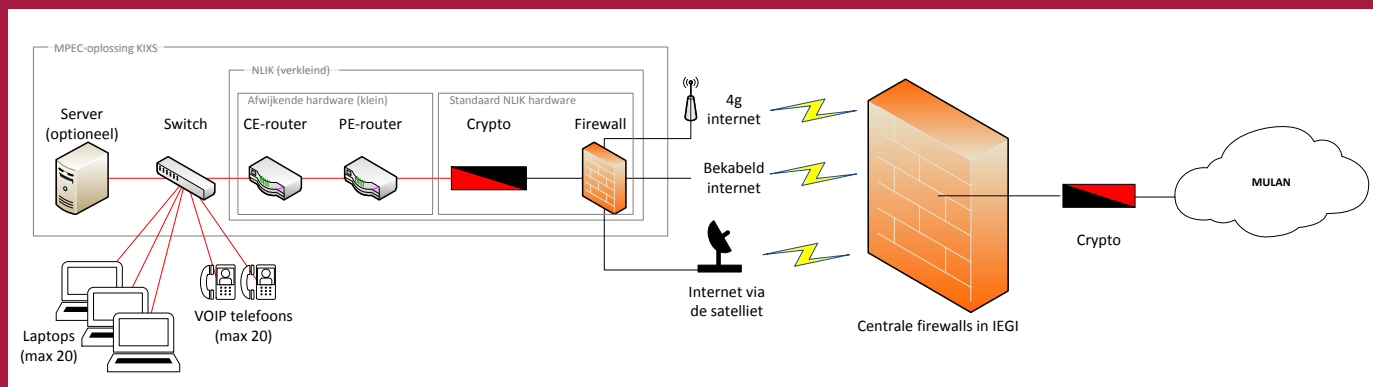 MPEC-oplossing KIXS
NLIK (verkleind)
Afwijkende hardware (klein)
Standaard NLIK hardware
Server
(optioneel)
Switch
CE-router
PE-router
Crypto
Firewall
4g
internet
Bekabeld
internet
Internet via
de satelliet
Laptops
(max 20)
VOIP telefoons
(max 20)
Centrale firewalls in IEGI
Crypto
MULAN